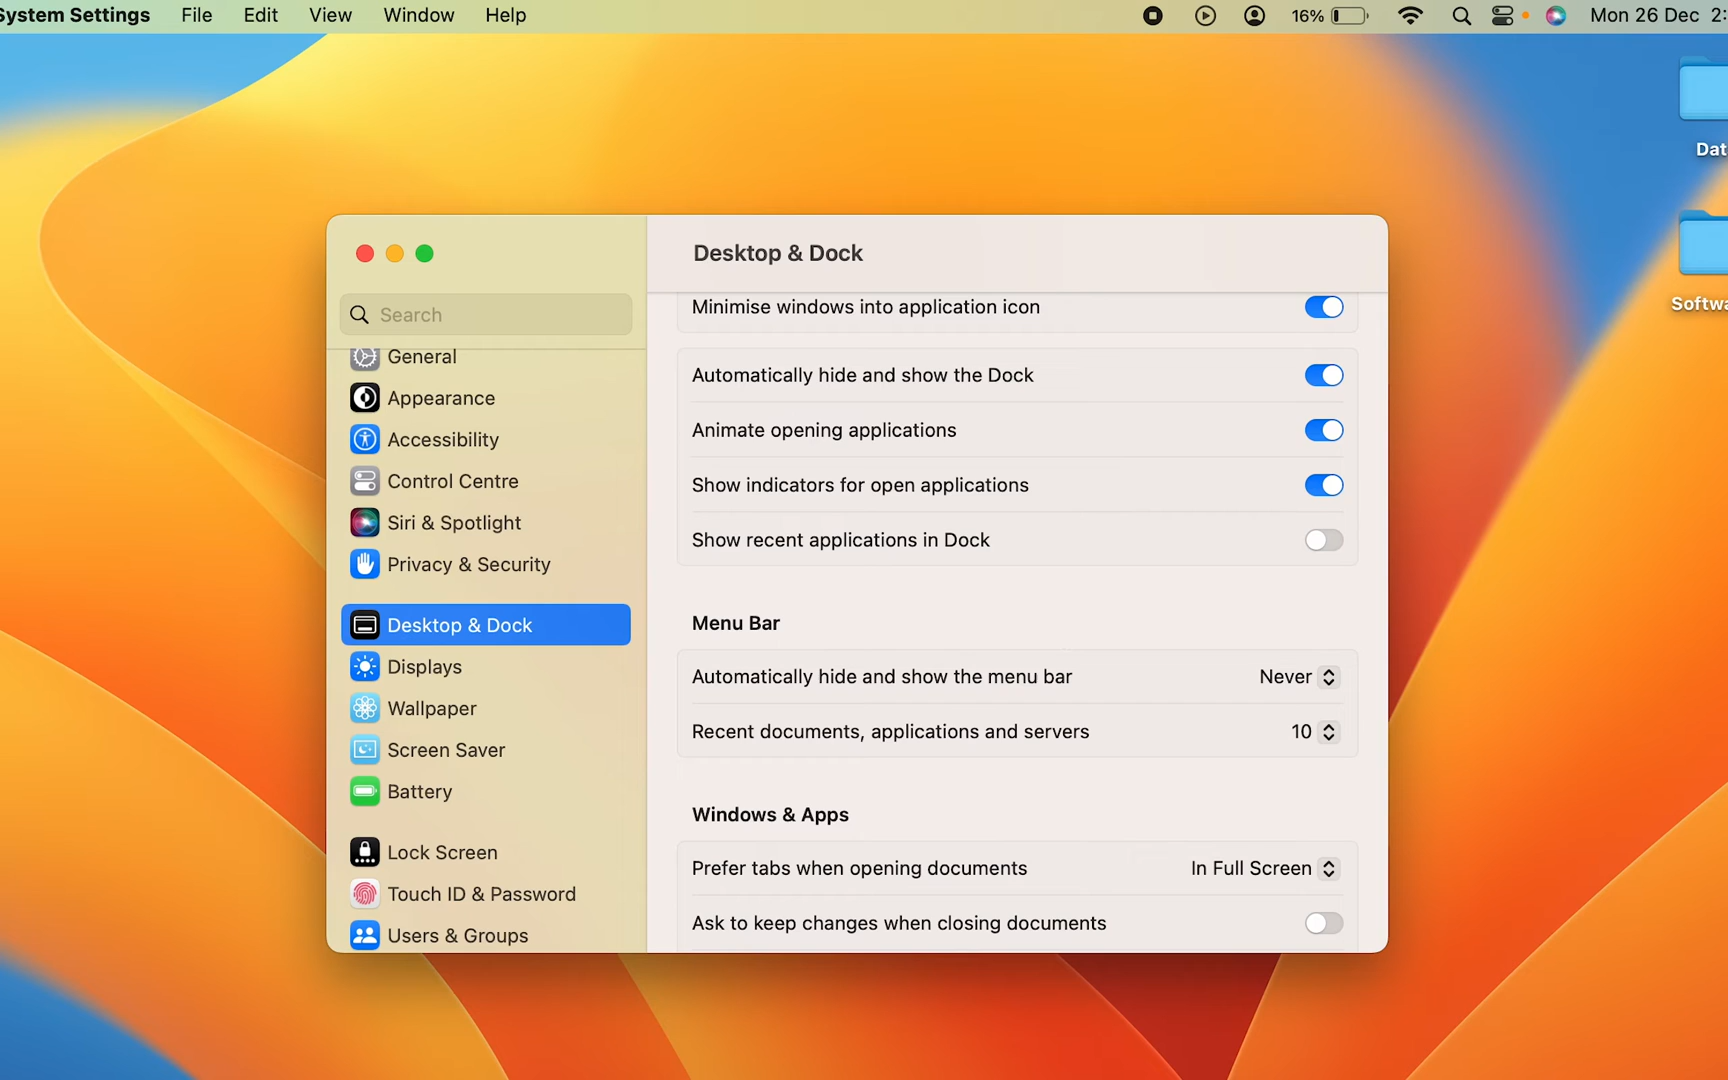 System Settings File Edit View Window Help 16% Mon 26 Dec 2:
Dat
Softwa
Desktop & Dock
Search
General
Appearance
Accessibility
Control Centre
Siri & Spotlight
Privacy & Security
Desktop & Dock
Displays
Wallpaper
Screen Saver
Battery
Lock Screen
Touch ID & Password
Users & Groups
Minimise windows into application icon
Automatically hide and show the Dock
Animate opening applications
Show indicators for open applications
Show recent applications in Dock
Menu Bar
Automatically hide and show the menu bar Never
Recent documents, applications and servers 10
Windows & Apps
Prefer tabs when opening documents In Full Screen
Ask to keep changes when closing documents